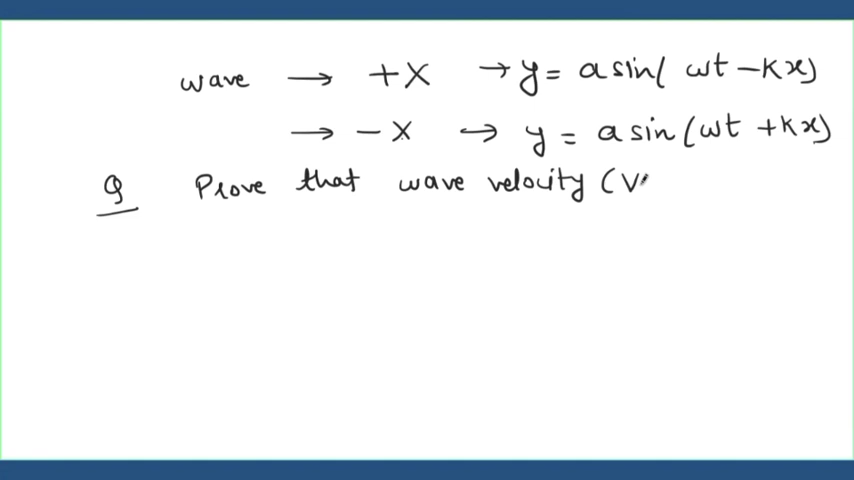 wave → +X → y = a sin( ωt - kx)
→ - X → y = a sin(ωt + kx)
Q Prove that wave velocity (V